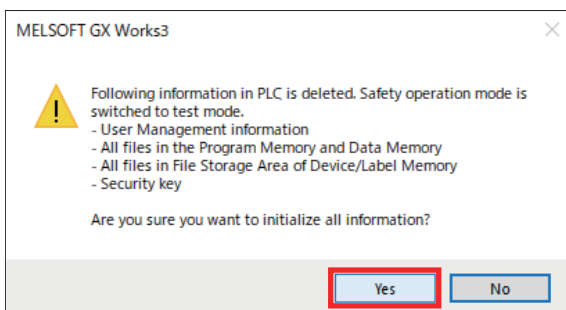 MELSOFT GX Works3
Following information in PLC is deleted. Safety operation mode is
switched to test mode.
- User Management information
- All files in the Program Memory and Data Memory
- All files in File Storage Area of Device/Label Memory
- Security key
Are you sure you want to initialize all information?
Yes No